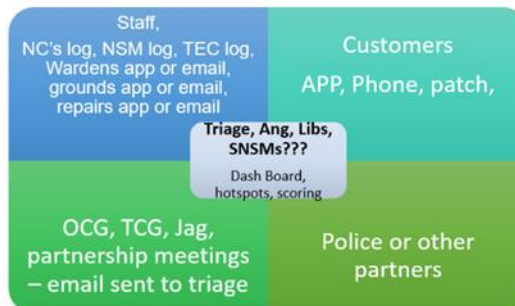 Staff,
NC's log, NSM log, TEC log,
Wardens app or email,
grounds app or email,
repairs app or email
Customers
APP, Phone, patch,
Triage, Ang, Libs,
SNSMs???
Dash Board,
hotspots, scoring
OCG, TCG, Jag,
partnership meetings
– email sent to triage
Police or other
partners